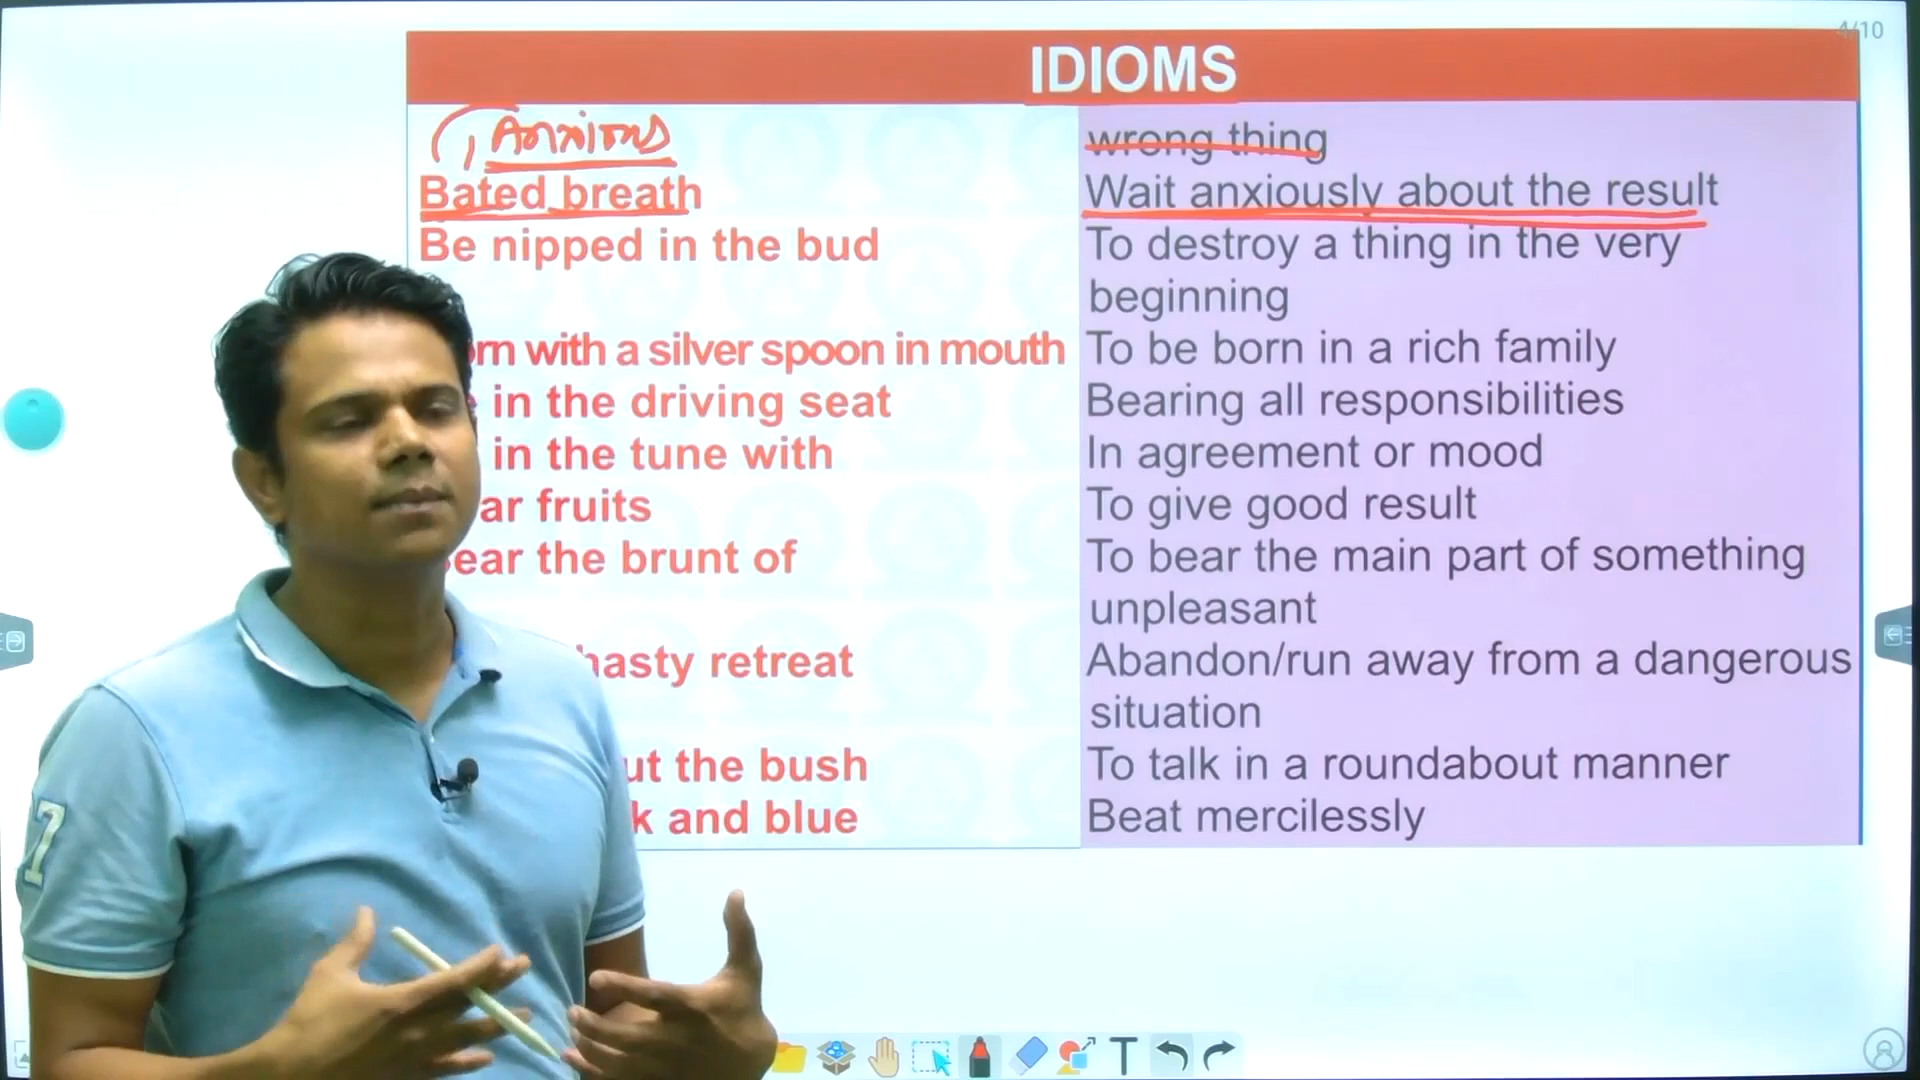 4/10
IDIOMS
Anxious
wrong thing
Bated breath Wait anxiously about the result
Be nipped in the bud To destroy a thing in the very
beginning
with a silver spoon in mouth To be born in a rich family
in the driving seat Bearing all responsibilities
in the tune with In agreement or mood
fruits To give good result
the brunt of To bear the main part of something
unpleasant
hasty retreat Abandon/run away from a dangerous
situation
the bush To talk in a roundabout manner
and blue Beat mercilessly
7
T